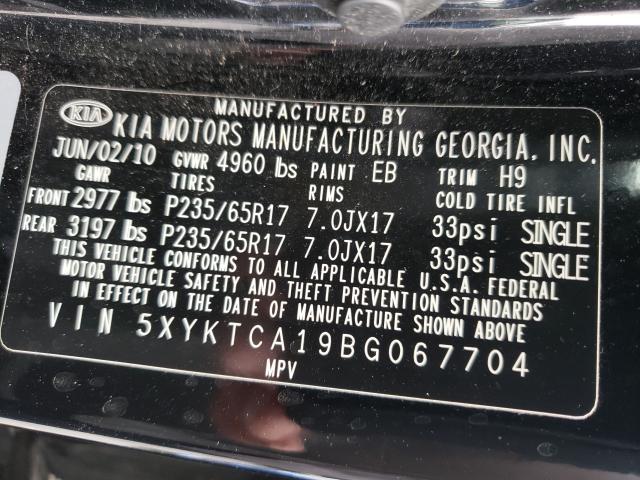 MANUFACTURED BY
KIA KIA MOTORS MANUFACTURING GEORGIA, INC.
JUN/02/10 GVWR 4960 lbs PAINT EB TRIM H9
GAWR TIRES RIMS COLD TIRE INFL
FRONT 2977 lbs P235/65R17 7.0JX17 33psi SINGLE
REAR 3197 lbs P235/65R17 7.0JX17 33psi SINGLE
THIS VEHICLE CONFORMS TO ALL APPLICABLE U.S.A. FEDERAL
MOTOR VEHICLE SAFETY AND THEFT PREVENTION STANDARDS
IN EFFECT ON THE DATE OF MANUFACTURE SHOWN ABOVE
VIN 5XYKTCA19BG067704
MPV